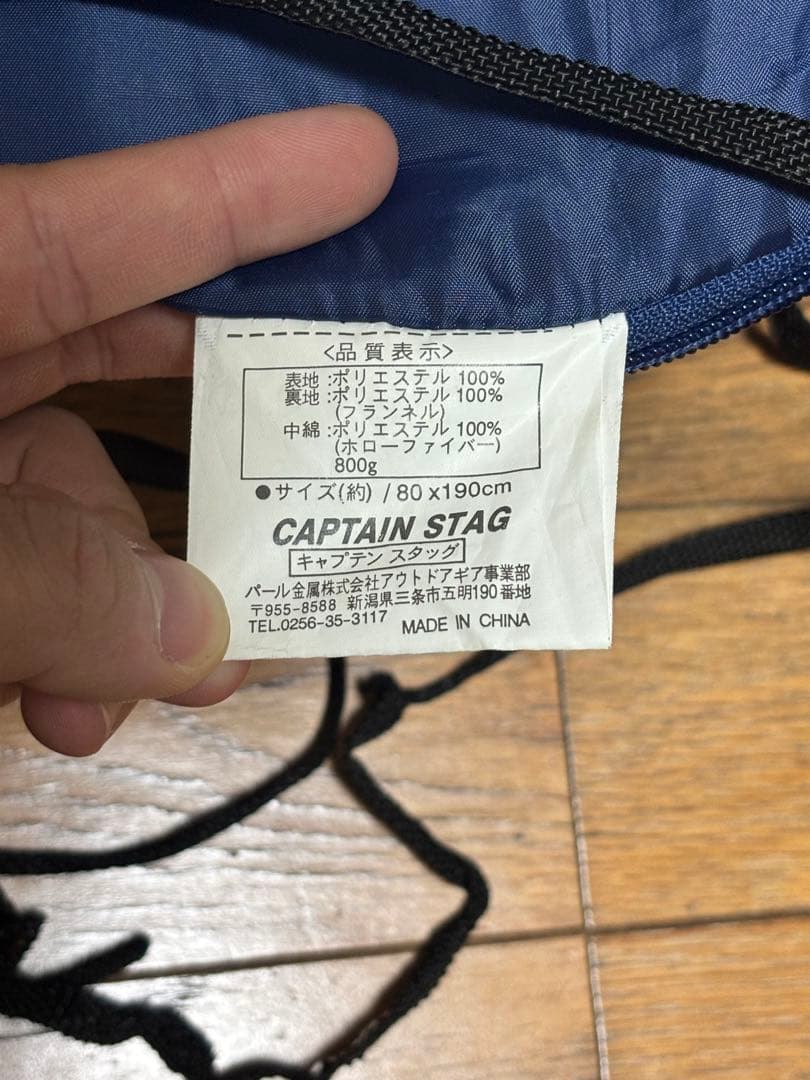 <品質表示>
表地:ポリエステル 100%
裏地:ポリエステル 100%
(フランネル)
中綿:ポリエステル 100%
(ホローファイバー)
800g
●サイズ(約) / 80 x190cm
CAPTAIN STAG
キャプテン スタッグ
パール金属株式会社アウトドアギア事業部
〒955-8588 新潟県三条市五明190番地
TEL.0256-35-3117 MADE IN CHINA